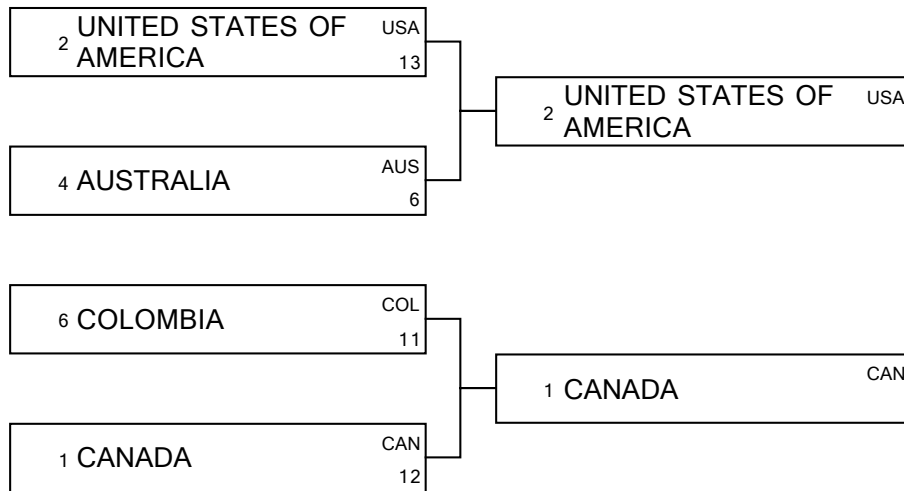 2 UNITED STATES OF AMERICA USA
13
4 AUSTRALIA AUS
6
6 COLOMBIA COL
11
1 CANADA CAN
12
2 UNITED STATES OF AMERICA USA
1 CANADA CAN